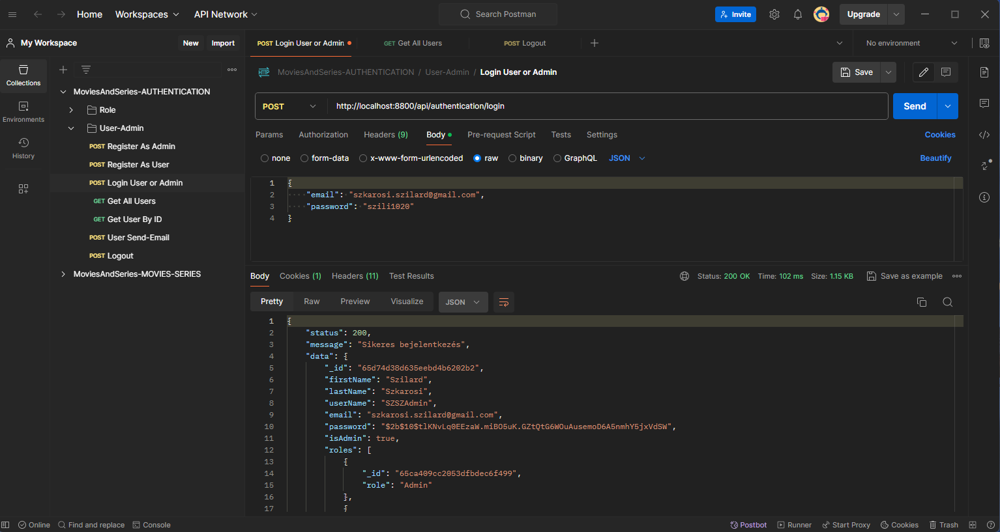 Home Workspaces API Network Search Postman Invite Upgrade
My Workspace New Import POST Login User or Admin GET Get All Users POST Logout No environment
Collections
Environments
History
MoviesAndSeries-AUTHENTICATION
Role
User-Admin
POST Register As Admin
POST Register As User
POST Login User or Admin
GET Get All Users
GET Get User By ID
POST User Send-Email
POST Logout
MoviesAndSeries-MOVIES-SERIES
HTTP MoviesAndSeries-AUTHENTICATION / User-Admin / Login User or Admin Save
POST http://localhost:8800/api/authentication/login Send
Params Authorization Headers (9) Body Pre-request Script Tests Settings Cookies
none form-data x-www-form-urlencoded raw binary GraphQL JSON Beautify
1 {
2 "email": "szkarosi.szilard@gmail.com",
3 "password": "szili1020"
4 }
Body Cookies (1) Headers (11) Test Results Status: 200 OK Time: 102 ms Size: 1.15 KB Save as example
Pretty Raw Preview Visualize JSON
1 {
2 "status": 200,
3 "message": "Sikeres bejelentkezés",
4 "data": {
5 "_id": "65d74d38d635eebd4b6202b2",
6 "firstName": "Szilard",
7 "lastName": "Szkarosi",
8 "userName": "SZSZAdmin",
9 "email": "szkarosi.szilard@gmail.com",
10 "password": "$2b$10$tlKNvLq0EEzaW.miBO5uK.GZtQtG6WOuAusemoD6A5nmhY5jxVdSW",
11 "isAdmin": true,
12 "roles": [
13 {
14 "_id": "65ca409cc2053dfbdec6f499",
15 "role": "Admin"
16 },
17 {
Online Find and replace Console Postbot Runner Start Proxy Cookies Trash